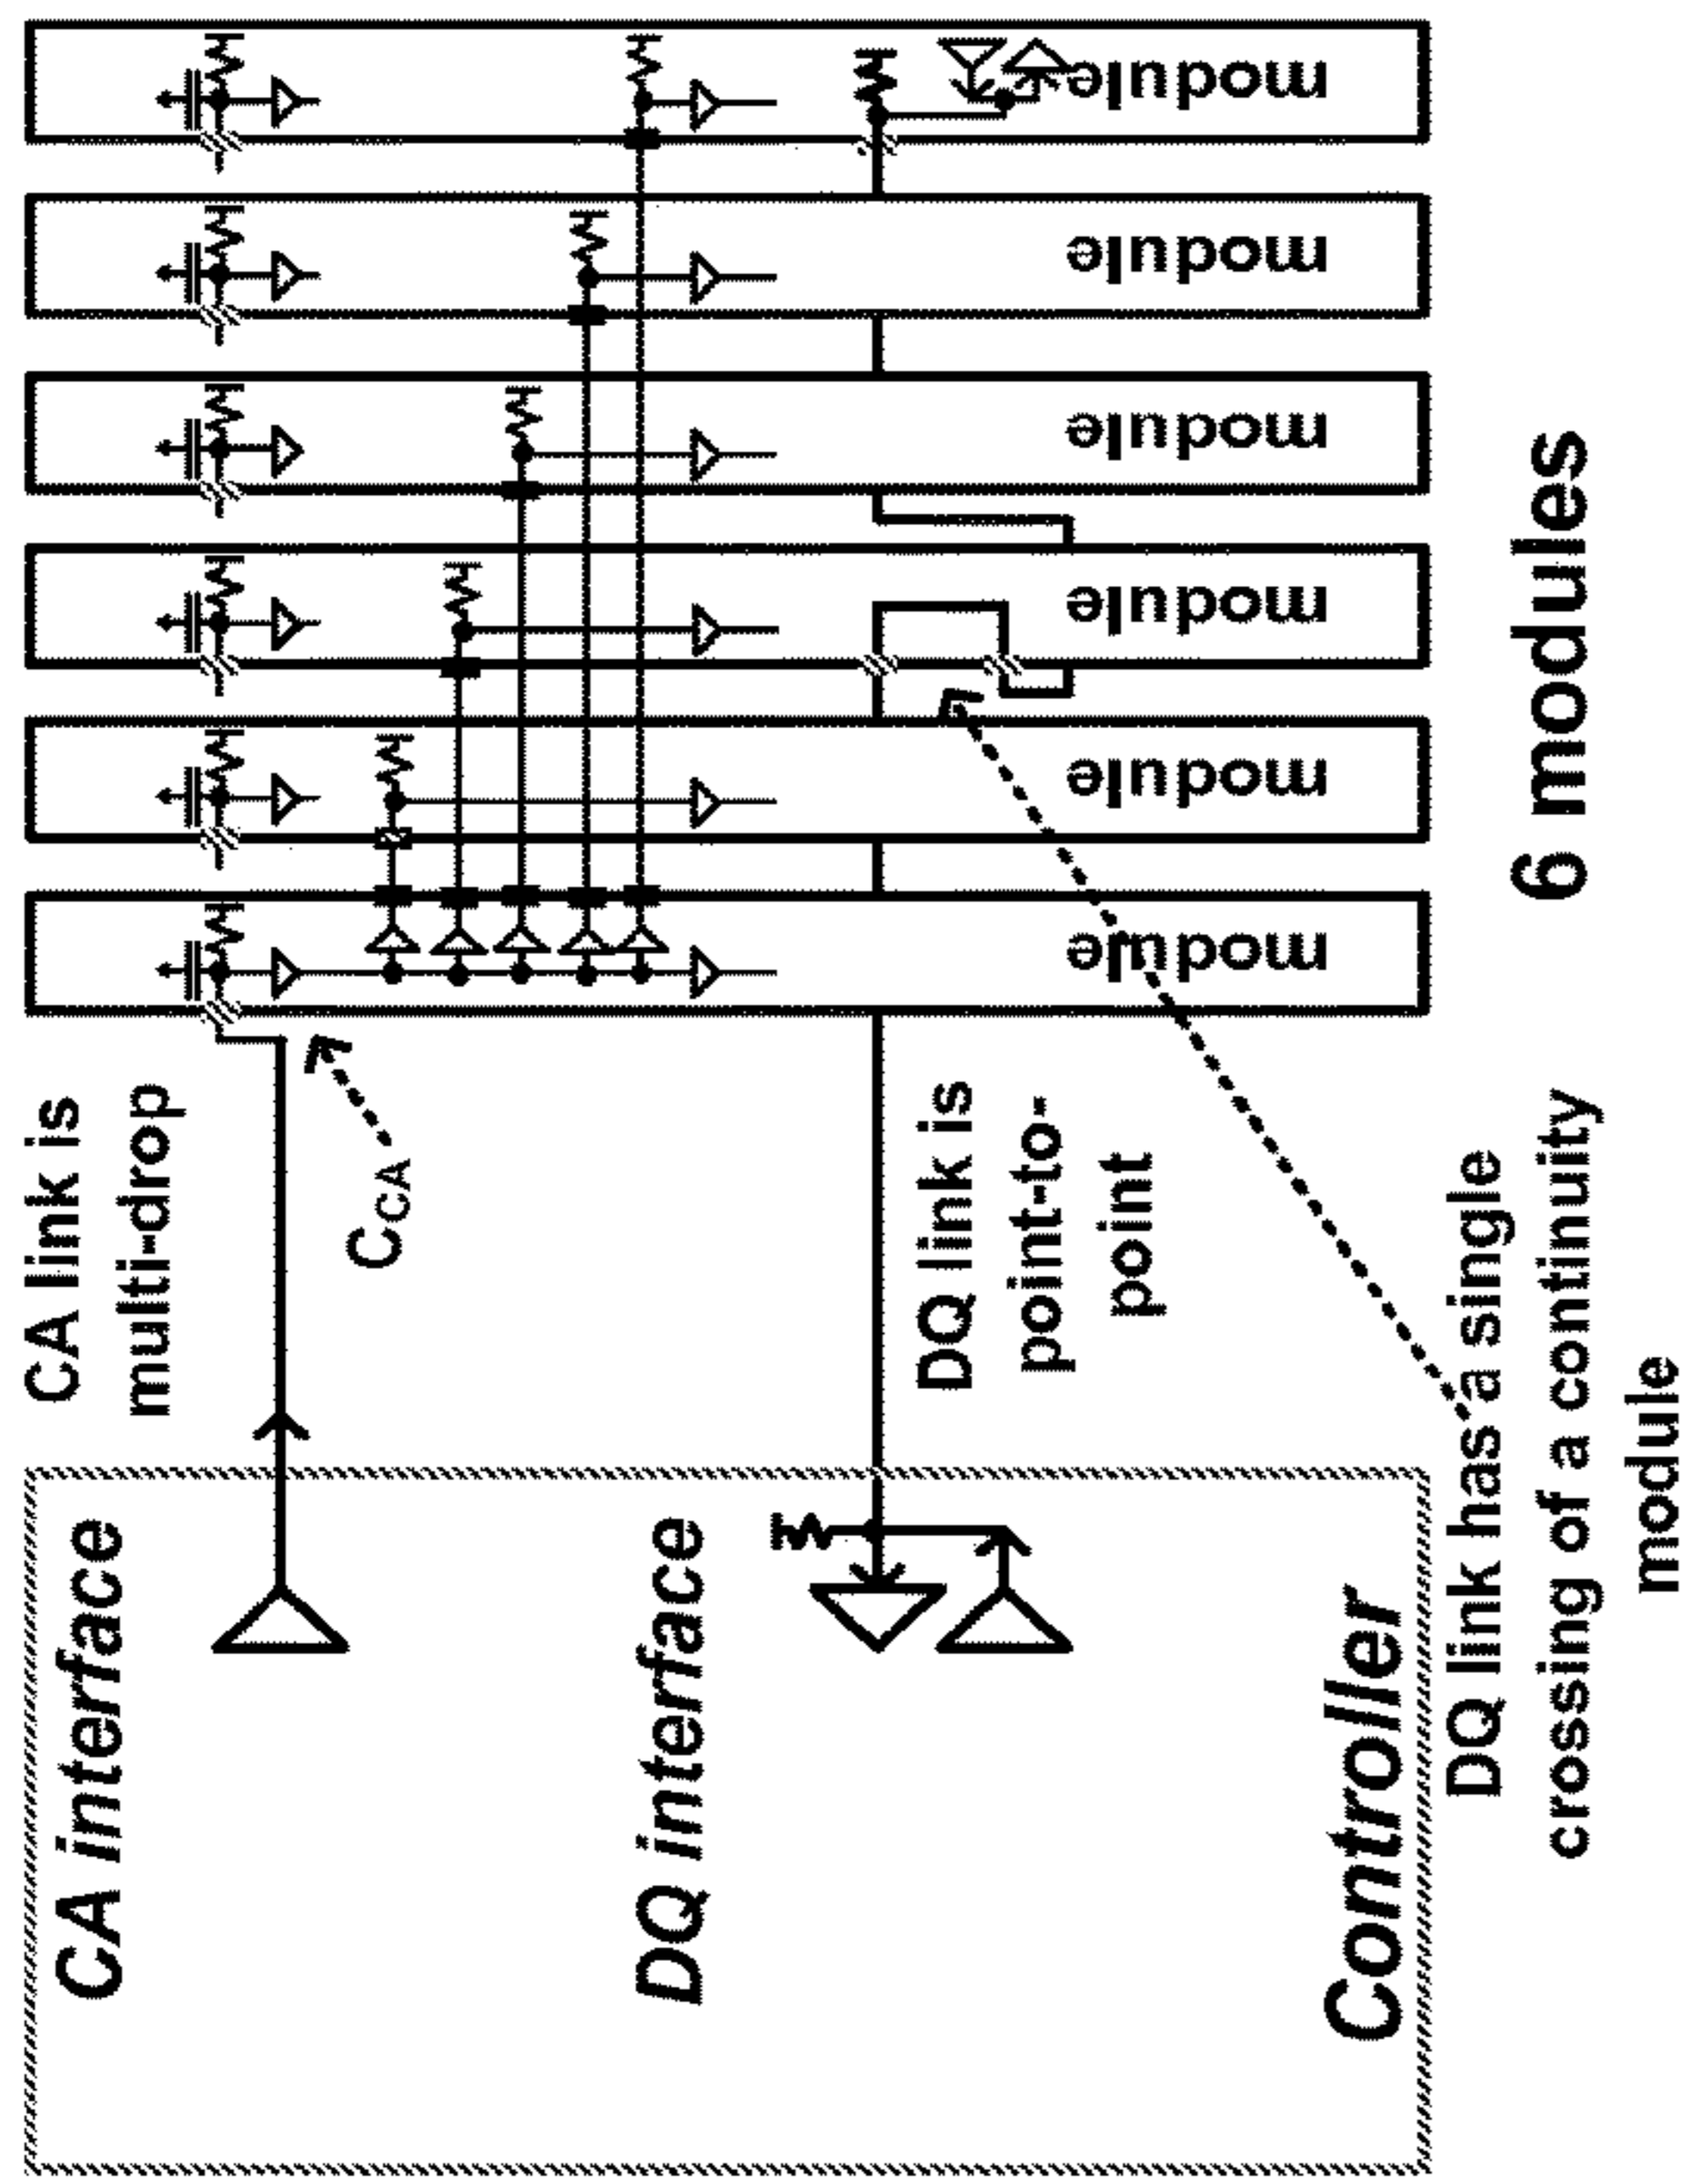 CA interface
DQ interface
Controller
CA link is
multi-drop
CCA
DQ link is
point-to-
point
DQ link has a single
crossing of a continuity
module
module
module
module
module
module
module
6 modules